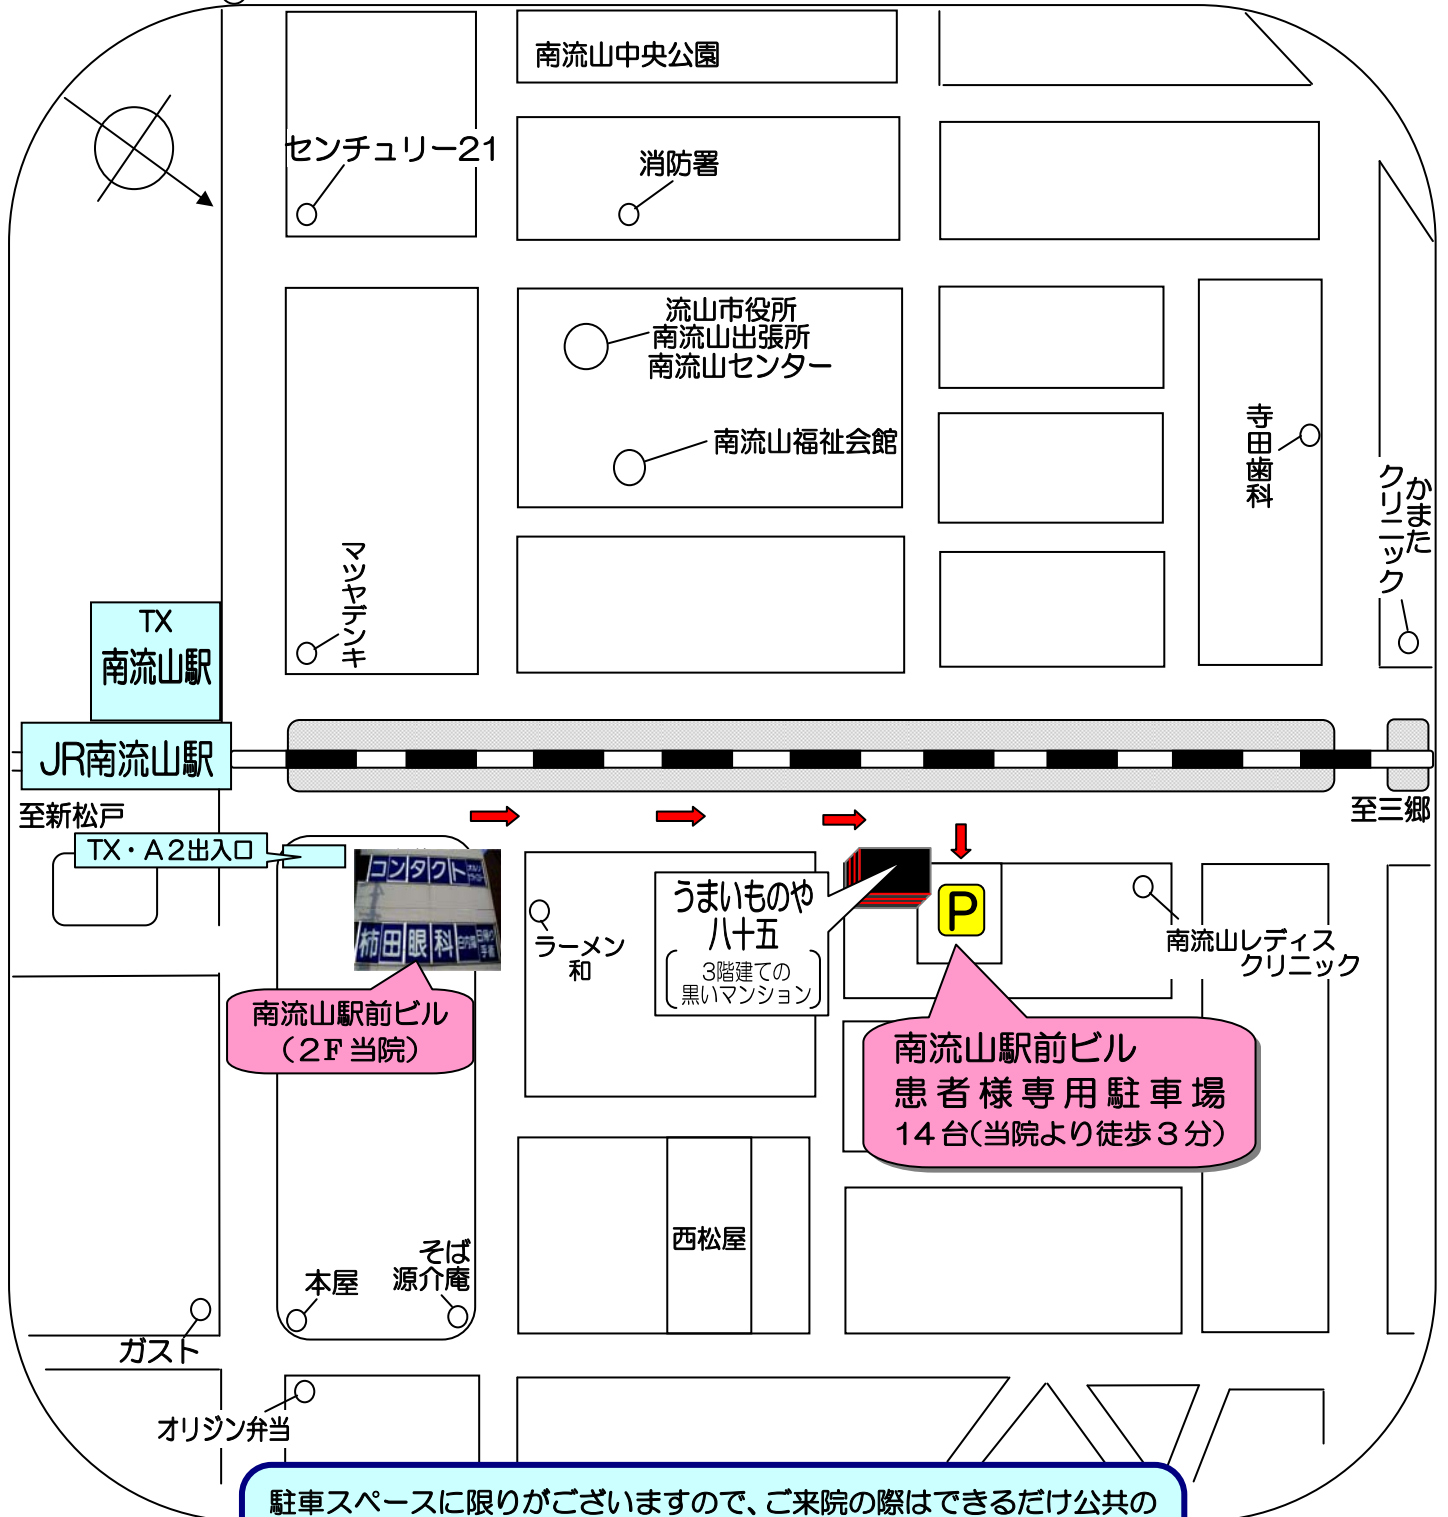 南流山中央公園
センチュリー21
消防署
流山市役所
南流山出張所
南流山センター
南流山福祉会館
寺田歯科
かまた
クリニック
マツヤデンキ
TX
南流山駅
JR南流山駅
至新松戸
至三郷
TX・A2出入口
コンタクト
柿田眼科
うまいものや
八十五
3階建ての
黒いマンション
P
ラーメン
和
南流山レディス
クリニック
南流山駅前ビル
(2F 当院)
南流山駅前ビル
患者様専用駐車場
14台(当院より徒歩3分)
西松屋
そば
源介庵
本屋
ガスト
オリジン弁当
駐車スペースに限りがございますので、ご来院の際はできるだけ公共の